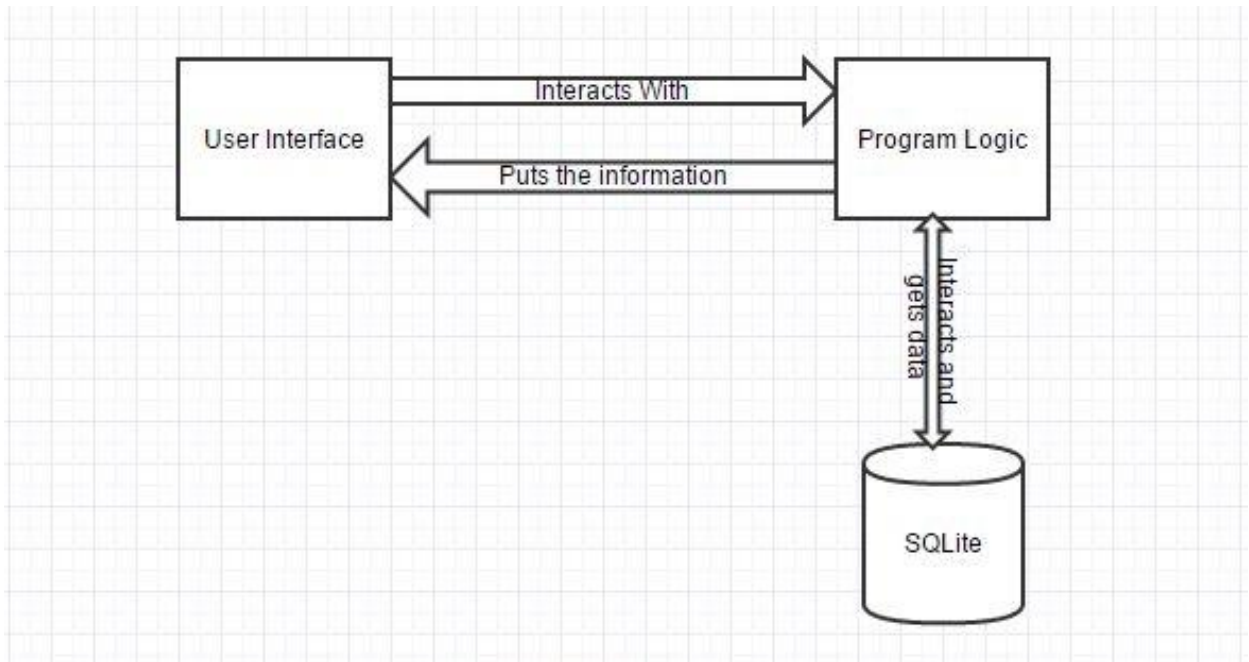 Interacts With
User Interface
Program Logic
Puts the information
Interacts and
gets data
SQLite